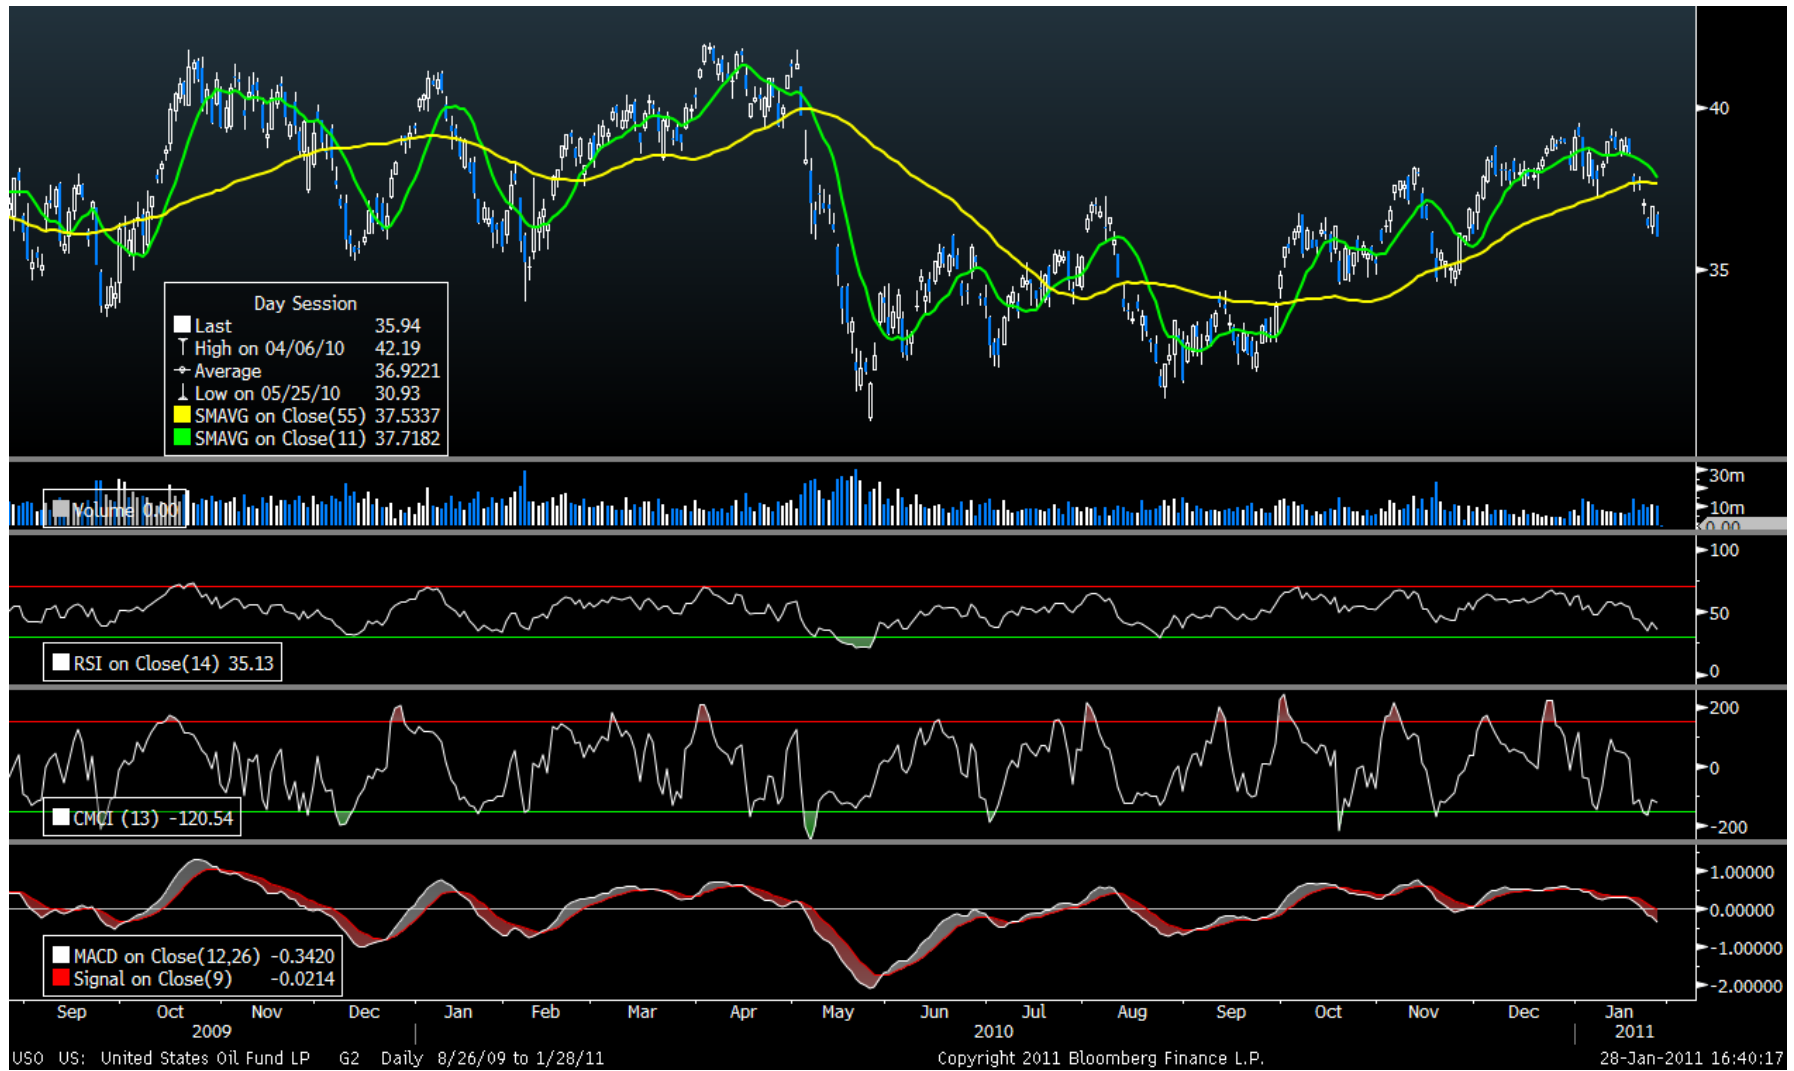 40
35
Day Session
Last 35.94
High on 04/06/10 42.19
Average 36.9221
Low on 05/25/10 30.93
SMAVG on Close(55) 37.5337
SMAVG on Close(11) 37.7182
30m
10m
Volume 0.00
0.00
100
50
0
RSI on Close(14) 35.13
200
0
-200
CMCI (13) -120.54
1.00000
0.00000
-1.00000
-2.00000
MACD on Close(12,26) -0.3420
Signal on Close(9) -0.0214
Sep Oct Nov Dec Jan Feb Mar Apr May Jun Jul Aug Sep Oct Nov Dec Jan
2009 2010 2011
USO US: United States Oil Fund LP G2 Daily 8/26/09 to 1/28/11 Copyright 2011 Bloomberg Finance L.P. 28-Jan-2011 16:40:17